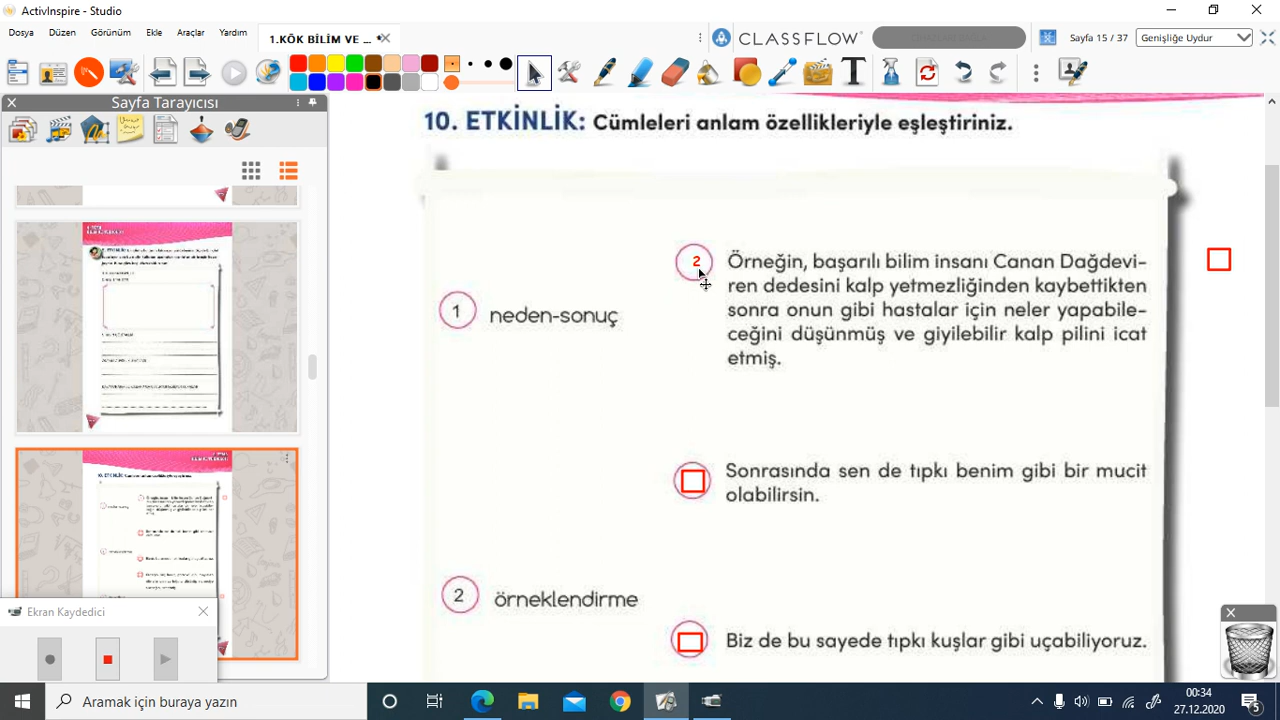 ActivInspire - Studio
Dosya Düzen Görünüm Ekle Araçlar Yardım
1.KÖK BİLİM VE ...
CLASSFLOW
Sayfa 15 / 37
Genişliğe Uydur
Sayfa Tarayıcısı
10. ETKİNLİK: Cümleleri anlam özellikleriyle eşleştiriniz.
1 neden-sonuç
2 Örneğin, başarılı bilim insanı Canan Dağdevi-
ren dedesini kalp yetmezliğinden kaybettikten
sonra onun gibi hastalar için neler yapabile-
ceğini düşünmüş ve giyilebilir kalp pilini icat
etmiş.
Sonrasında sen de tıpkı benim gibi bir mucit
olabilirsin.
2 örneklendirme
Biz de bu sayede tıpkı kuşlar gibi uçabiliyoruz.
Ekran Kaydedici
Aramak için buraya yazın
00:34
27.12.2020
5